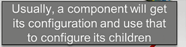 Usually, a component will get
its configuration and use that
to configure its children